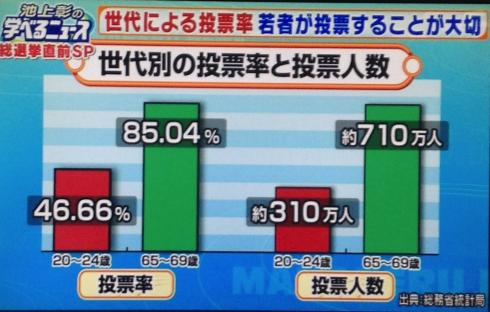 池上彰の
学べるニュース
総選挙直前SP
世代による投票率 若者が投票することが大切
世代別の投票率と投票人数
46.66%
85.04%
約310万人
約710万人
20〜24歳
65〜69歳
20〜24歳
65〜69歳
投票率
投票人数
出典:総務省統計局